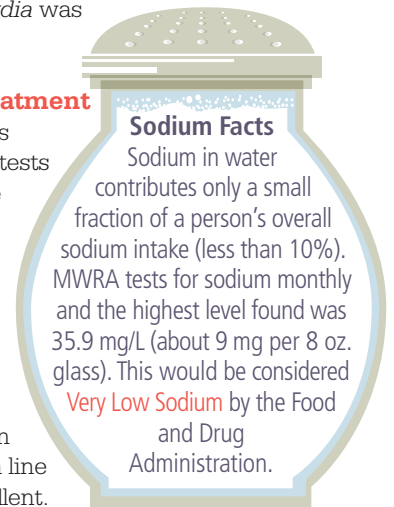 dia was
atment
s
tests
Sodium Facts
Sodium in water
contributes only a small
fraction of a person's overall
sodium intake (less than 10%).
MWRA tests for sodium monthly
and the highest level found was
35.9 mg/L (about 9 mg per 8 oz.
glass). This would be considered
Very Low Sodium by the Food
and Drug
Administration.
n
line
llent.